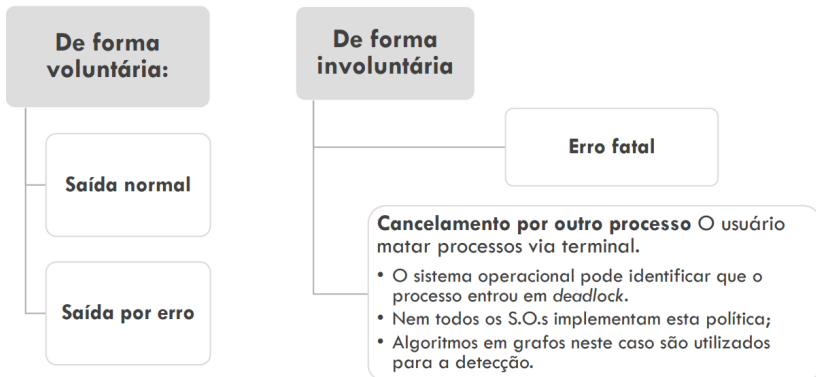 De forma
voluntária:
Saída normal
Saída por erro
De forma
involuntária
Erro fatal
Cancelamento por outro processo O usuário
matar processos via terminal.
• O sistema operacional pode identificar que o
processo entrou em deadlock.
• Nem todos os S.O.s implementam esta política;
• Algoritmos em grafos neste caso são utilizados
para a detecção.